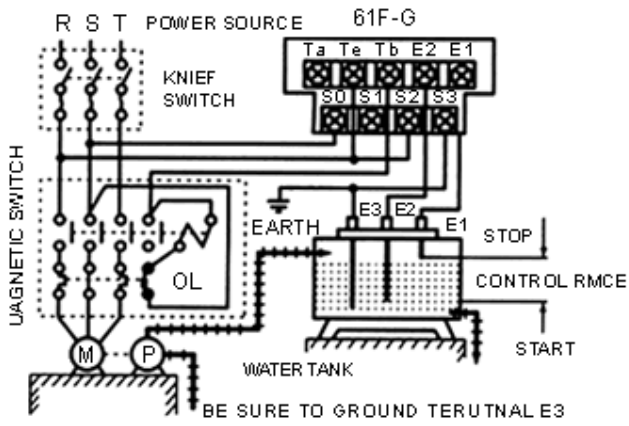 R S T POWER SOURCE
61F-G
Ta Te Tb E2 E1
S0 S1 S2 S3
KNIEF
SWITCH
UAGNETIC SWITCH
EARTH
E3 E2 E1
STOP
OL
CONTROL RMCE
START
M P
WATER TANK
BE SURE TO GROUND TERUTNAL E3